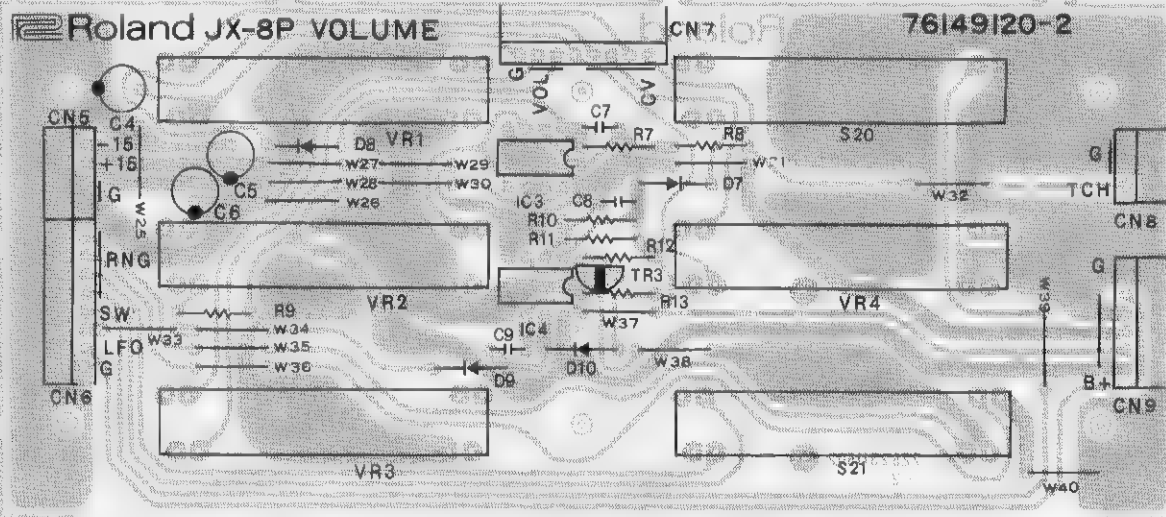 Roland JX-8P VOLUME
76149120-2
CN7
G
VOL
CV
Roland
C4
CN5
-15
+15
G
W25
C5
C6
VR1
D8
W27
W28
W26
W29
W30
C7
R7
R8
W21
D7
IC3
C8
R10
R11
R12
TR3
R13
S20
W32
G
TCH
CN8
RNG
VR2
VR4
SW
LFO
G
CN6
W33
R9
W34
W35
W36
C9
IC4
D9
D10
W37
W38
W39
G
B+
CN9
VR3
S21
W40